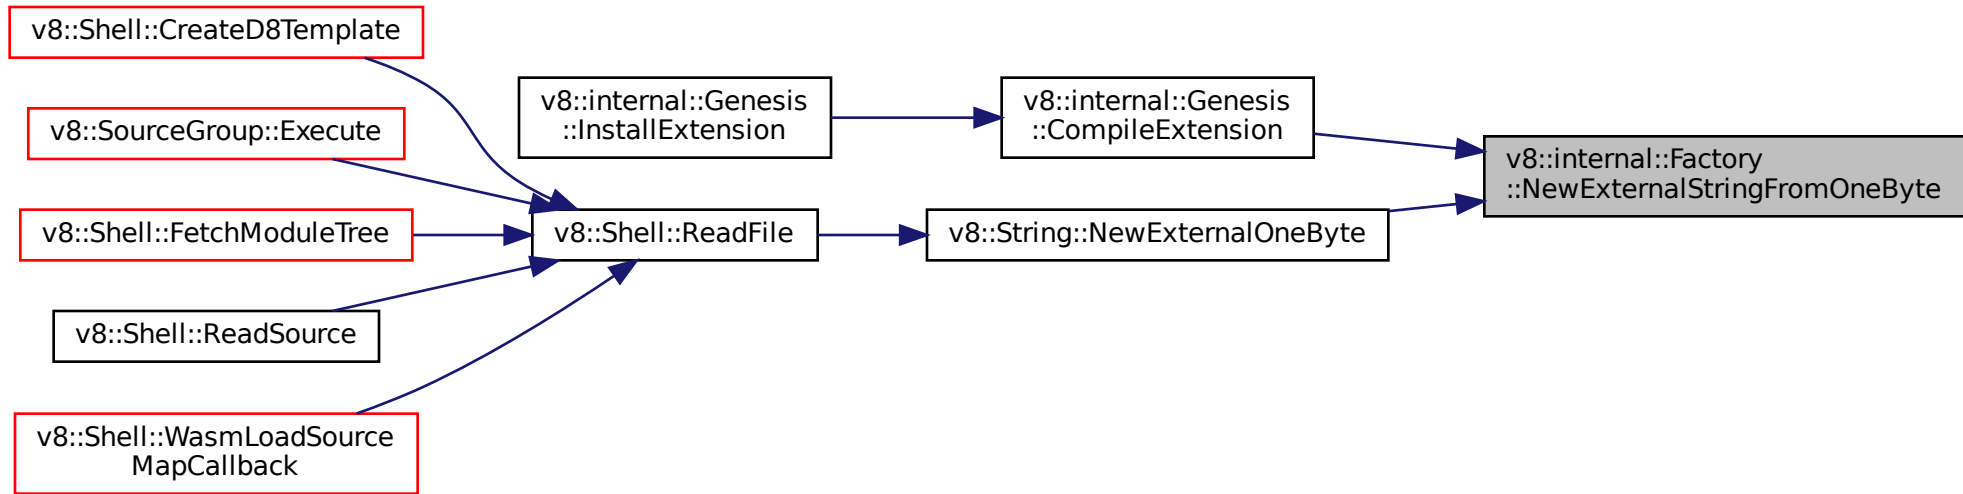 v8::Shell::CreateD8Template
v8::SourceGroup::Execute
v8::Shell::FetchModuleTree
v8::Shell::ReadSource
v8::Shell::WasmLoadSource
MapCallback
v8::internal::Genesis
::InstallExtension
v8::Shell::ReadFile
v8::internal::Genesis
::CompileExtension
v8::String::NewExternalOneByte
v8::internal::Factory
::NewExternalStringFromOneByte